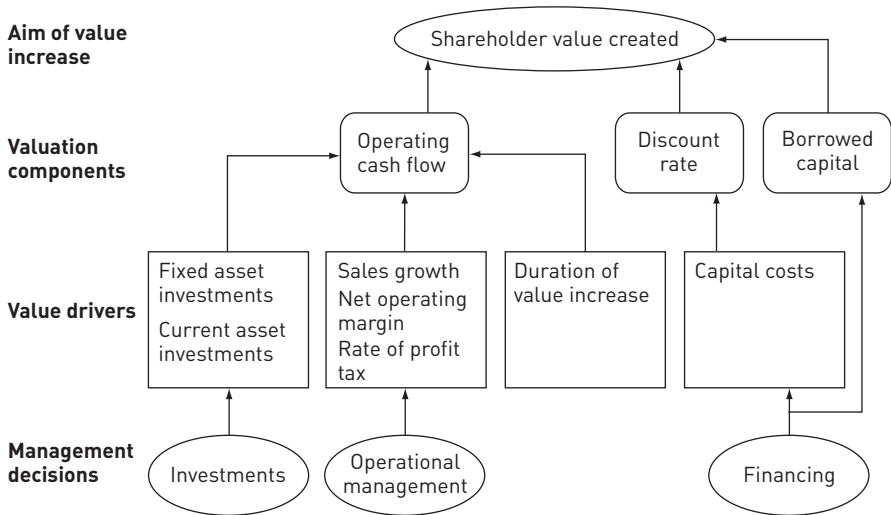 Aim of value
increase
Shareholder value created
Valuation
components
Operating
cash flow
Discount
rate
Borrowed
capital
Value drivers
Fixed asset
investments
Current asset
investments
Sales growth
Net operating
margin
Rate of profit
tax
Duration of
value increase
Capital costs
Management
decisions
Investments
Operational
management
Financing